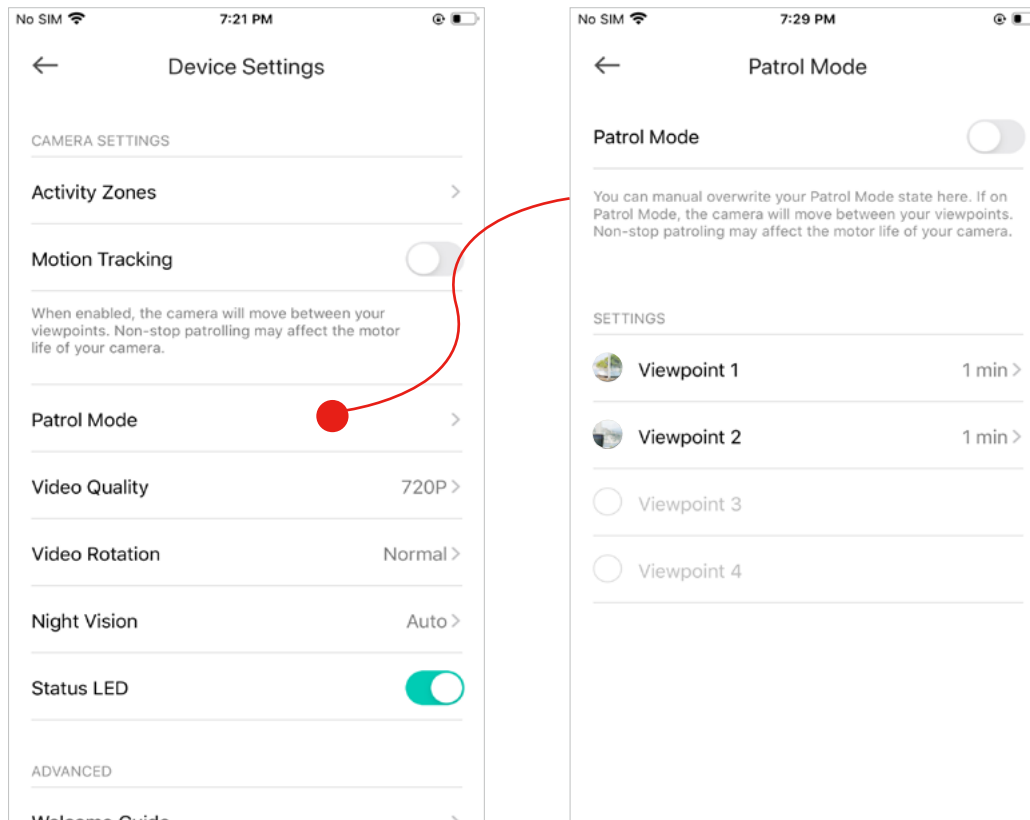 No SIM 7:21 PM
Device Settings
CAMERA SETTINGS
Activity Zones
Motion Tracking
When enabled, the camera will move between your
viewpoints. Non-stop patrolling may affect the motor
life of your camera.
Patrol Mode
Video Quality 720P
Video Rotation Normal
Night Vision Auto
Status LED
ADVANCED
Welcome Guide
No SIM 7:29 PM
Patrol Mode
Patrol Mode
You can manual overwrite your Patrol Mode state here. If on
Patrol Mode, the camera will move between your viewpoints.
Non-stop patroling may affect the motor life of your camera.
SETTINGS
Viewpoint 1 1 min
Viewpoint 2 1 min
Viewpoint 3
Viewpoint 4